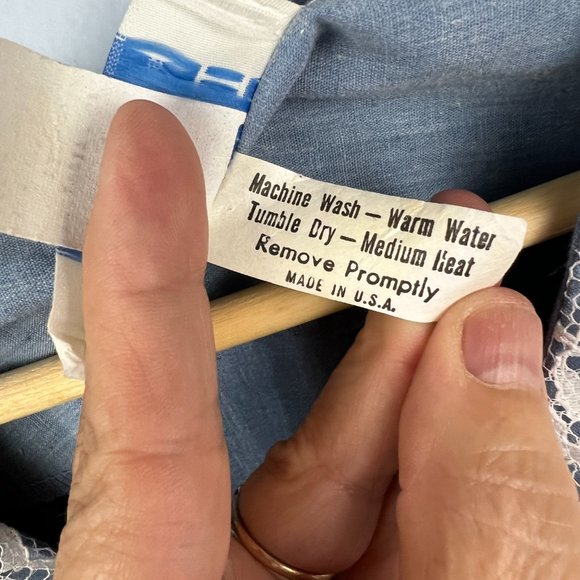 Machine Wash — Warm Water
Tumble Dry — Medium Heat
Remove Promptly
MADE IN U.S.A.